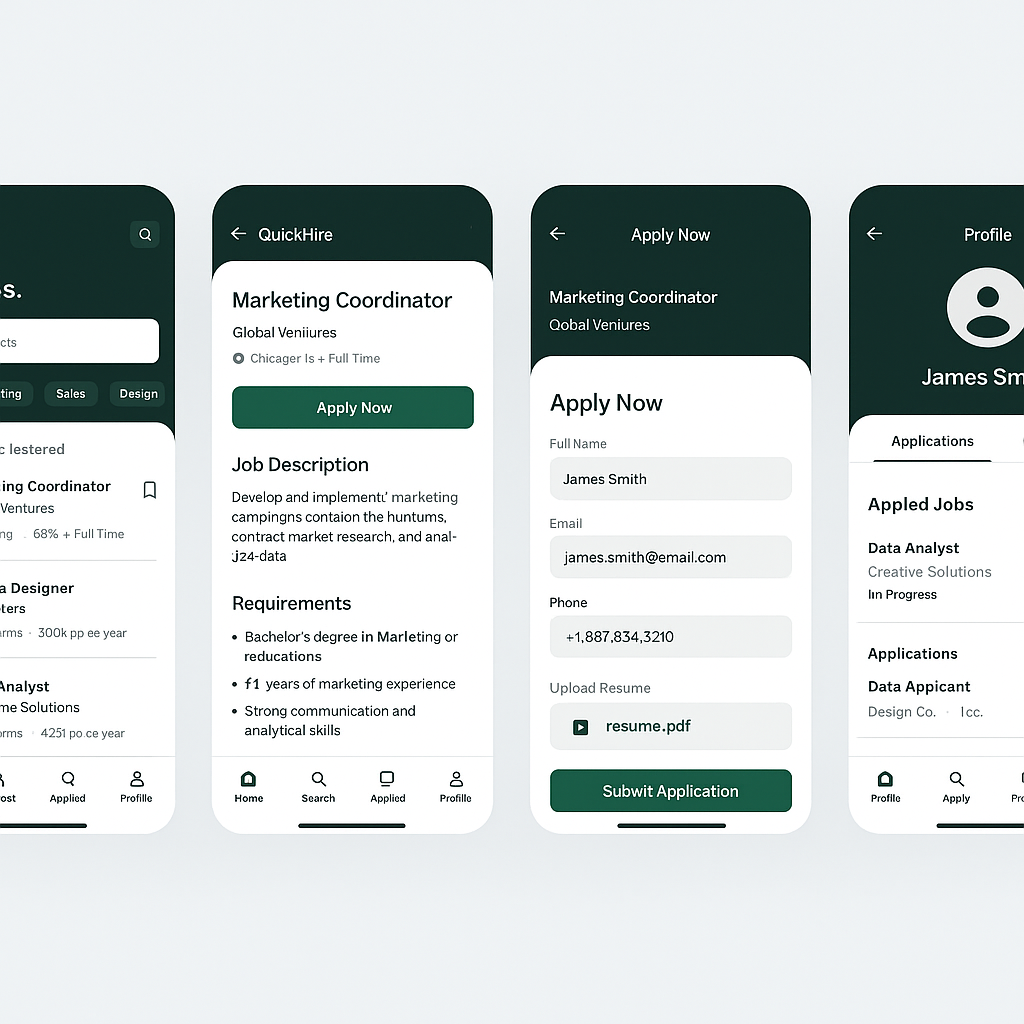 s.
cts
ting
Sales
Design
c lestered
ing Coordinator
Ventures
ng . 68% + Full Time
a Designer
ters
arms · 300k pp ee year
Analyst
me Solutions
orms · 4251 po.ce year
ost
Applied
Profille
QuickHire
Marketing Coordinator
Global Veniiures
Chicager Is + Full Time
Apply Now
Job Description
Develop and implement' marketing
campingns contaion the huntums,
contract market research, and anal-
'j24-data
Requirements
• Bachelor's degree in Marleting or
reducations
• f1 years of marketing experience
• Strong communication and
analytical skills
Home
Search
Applied
Profille
Apply Now
Marketing Coordinator
Qobal Veniures
Apply Now
Full Name
James Smith
Email
james.smith@email.com
Phone
+1,887,834,3210
Upload Resume
resume.pdf
Subwit Application
Profile
James Sm
Applications
Appled Jobs
Data Analyst
Creative Solutions
In Progress
Applications
Data Appicant
Design Co. · Icc.
Profile
Apply
Pro